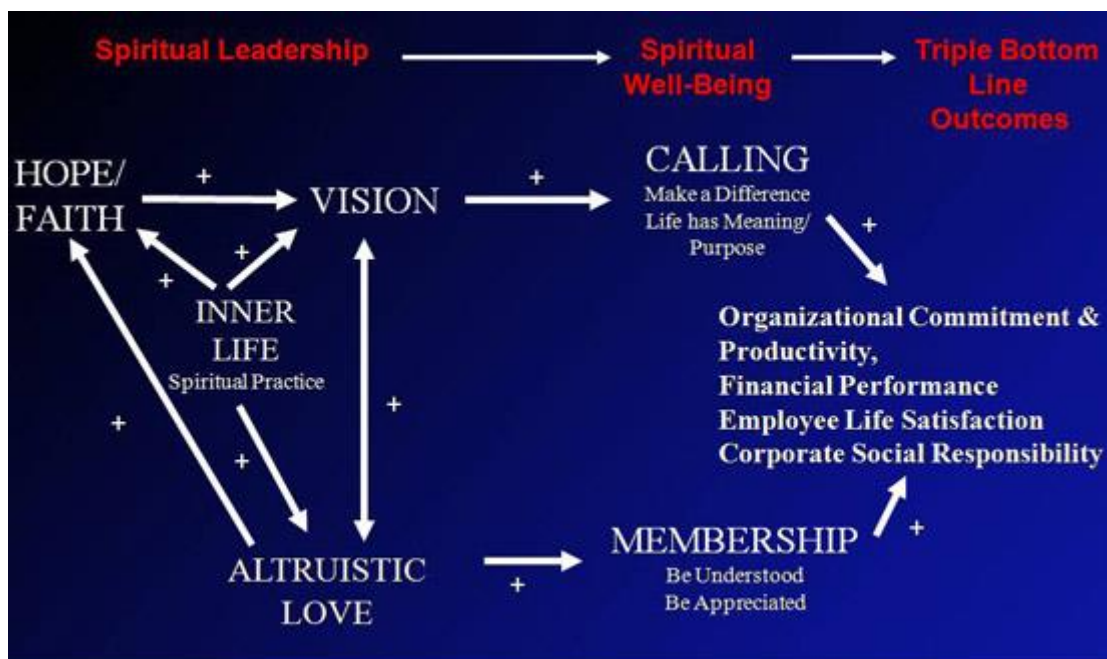 Spiritual Leadership
Spiritual
Well-Being
Triple Bottom
Line
Outcomes
HOPE/
FAITH
+
VISION
+
CALLING
Make a Difference
Life has Meaning/
Purpose
+
+
+
INNER
LIFE
Spiritual Practice
Organizational Commitment &
Productivity,
Financial Performance
Employee Life Satisfaction
Corporate Social Responsibility
+
+
+
ALTRUISTIC
LOVE
+
MEMBERSHIP
Be Understood
Be Appreciated
+